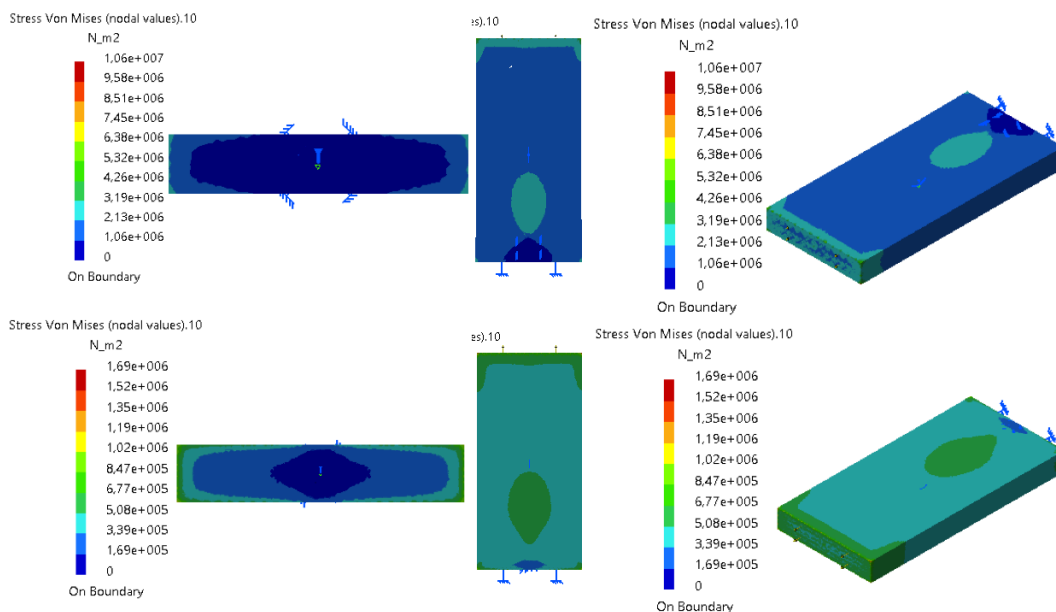 Stress Von Mises (nodal values).10
N_m2
1,06e+007
9,58e+006
8,51e+006
7,45e+006
6,38e+006
5,32e+006
4,26e+006
3,19e+006
2,13e+006
1,06e+006
0
On Boundary
es).10
Stress Von Mises (nodal values).10
N_m2
1,06e+007
9,58e+006
8,51e+006
7,45e+006
6,38e+006
5,32e+006
4,26e+006
3,19e+006
2,13e+006
1,06e+006
0
On Boundary
Stress Von Mises (nodal values).10
N_m2
1,69e+006
1,52e+006
1,35e+006
1,19e+006
1,02e+006
8,47e+005
6,77e+005
5,08e+005
3,39e+005
1,69e+005
0
On Boundary
es).10
Stress Von Mises (nodal values).10
N_m2
1,69e+006
1,52e+006
1,35e+006
1,19e+006
1,02e+006
8,47e+005
6,77e+005
5,08e+005
3,39e+005
1,69e+005
0
On Boundary